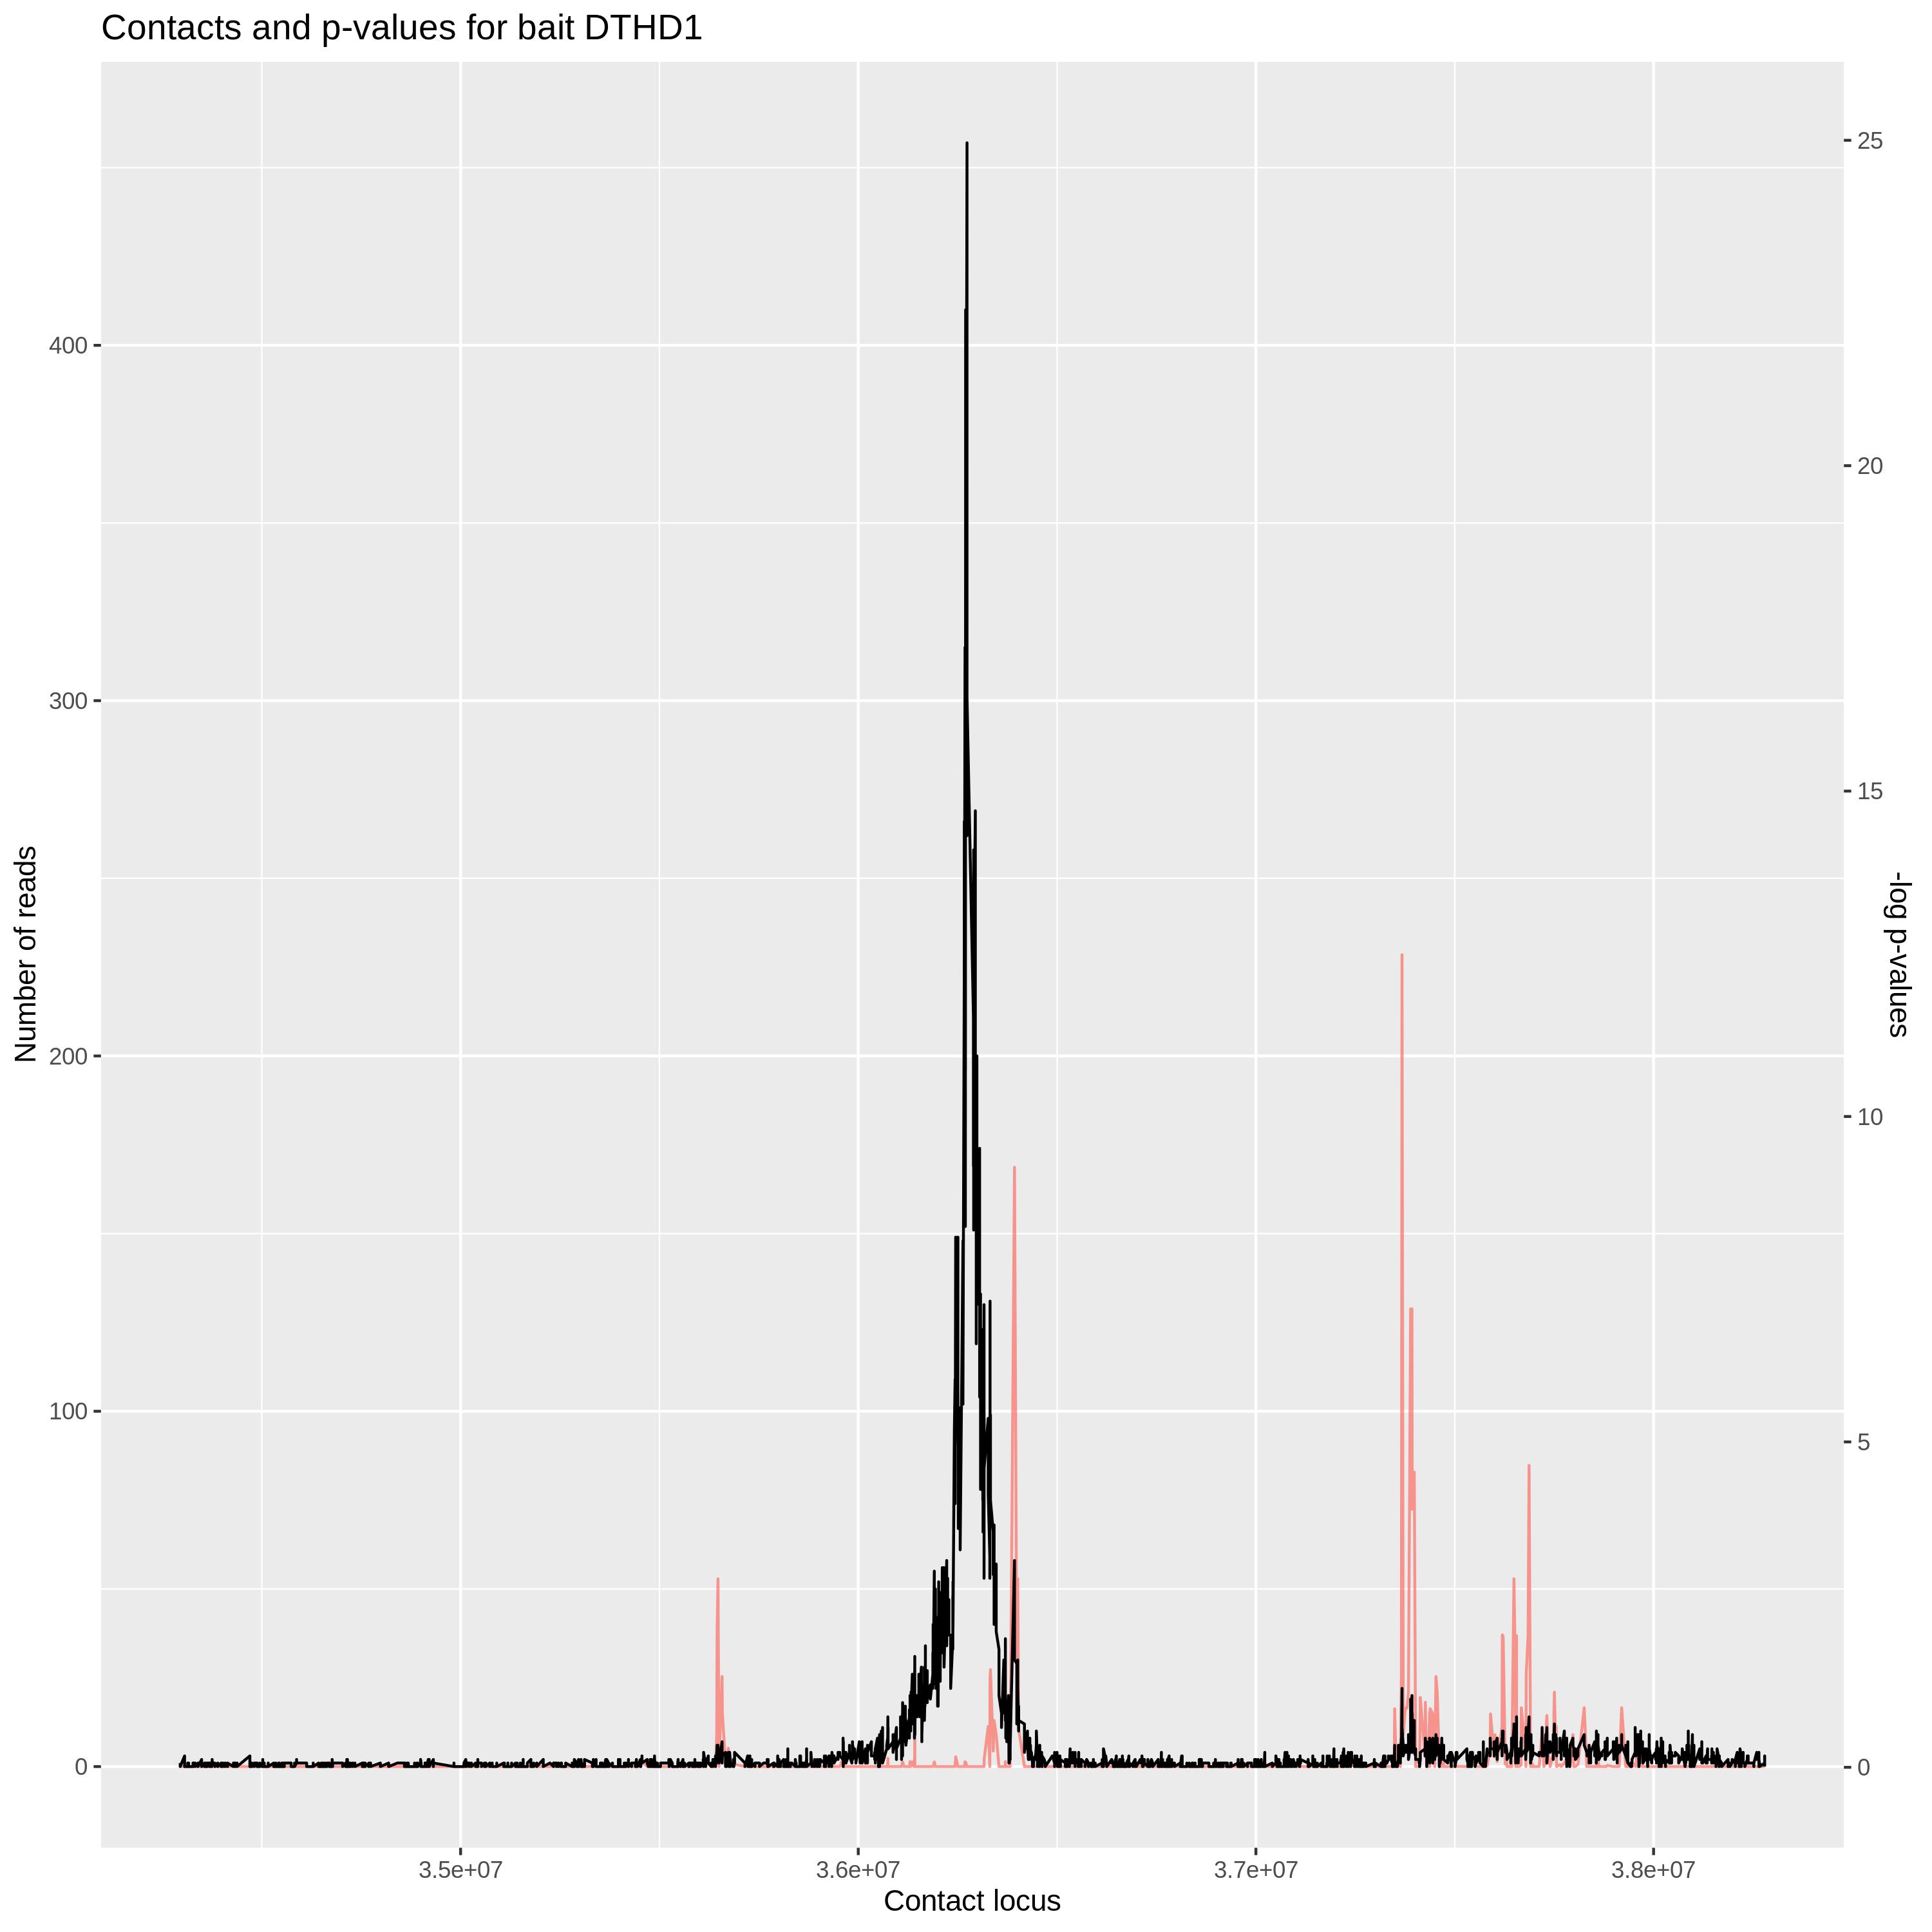 Contacts and p-values for bait DTHD1
Number of reads
400
300
200
100
0
25
20
15
10
5
0
-log p-values
3.5e+07
3.6e+07
3.7e+07
3.8e+07
Contact locus